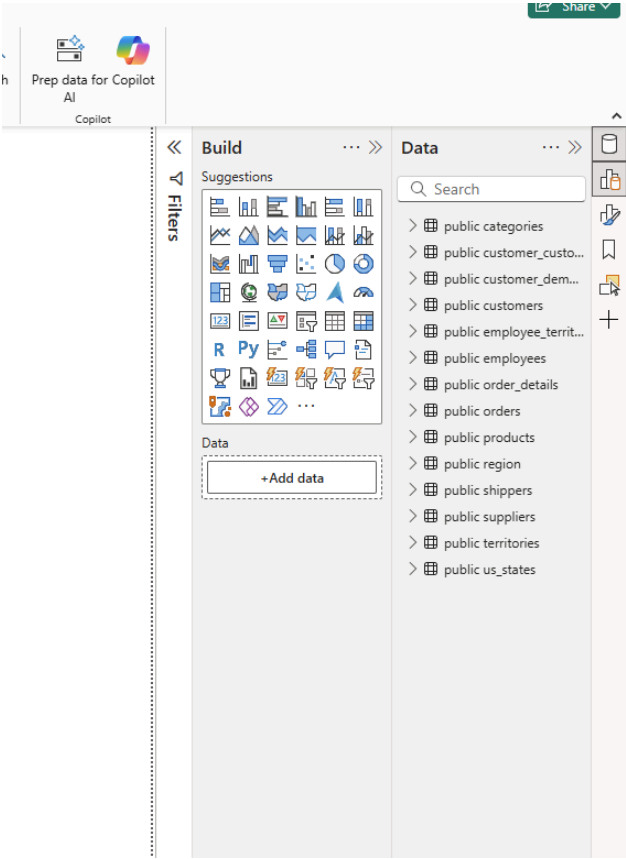 Share
h
Prep data for Copilot
AI
Copilot
Build
Data
Suggestions
Search
Filters
public categories
public customer_custo...
public customer_dem...
public customers
public employee_territ...
public employees
public order_details
public orders
public products
public region
public shippers
public suppliers
public territories
public us_states
123
R Py
123
Data
+Add data